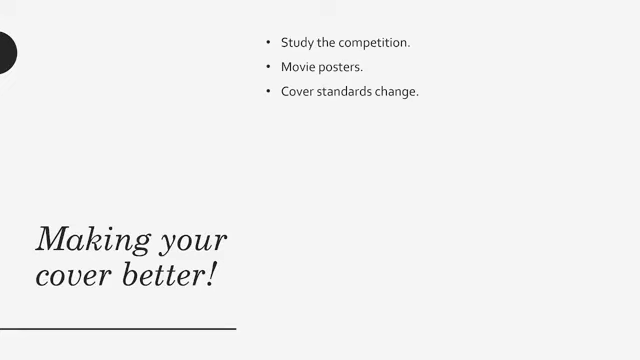 • Study the competition.
• Movie posters.
• Cover standards change.
Making your
cover better!